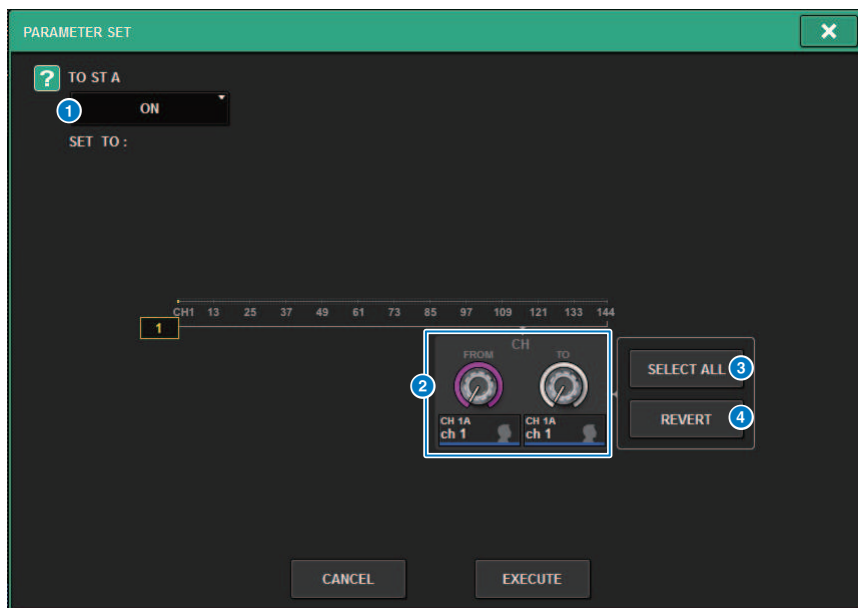 PARAMETER SET
? TO ST A
1 ON
SET TO :
CH1 13 25 37 49 61 73 85 97 109 121 133 144
1
CH
FROM TO
2
CH 1A CH 1A
ch 1 ch 1
SELECT ALL 3
REVERT 4
CANCEL EXECUTE